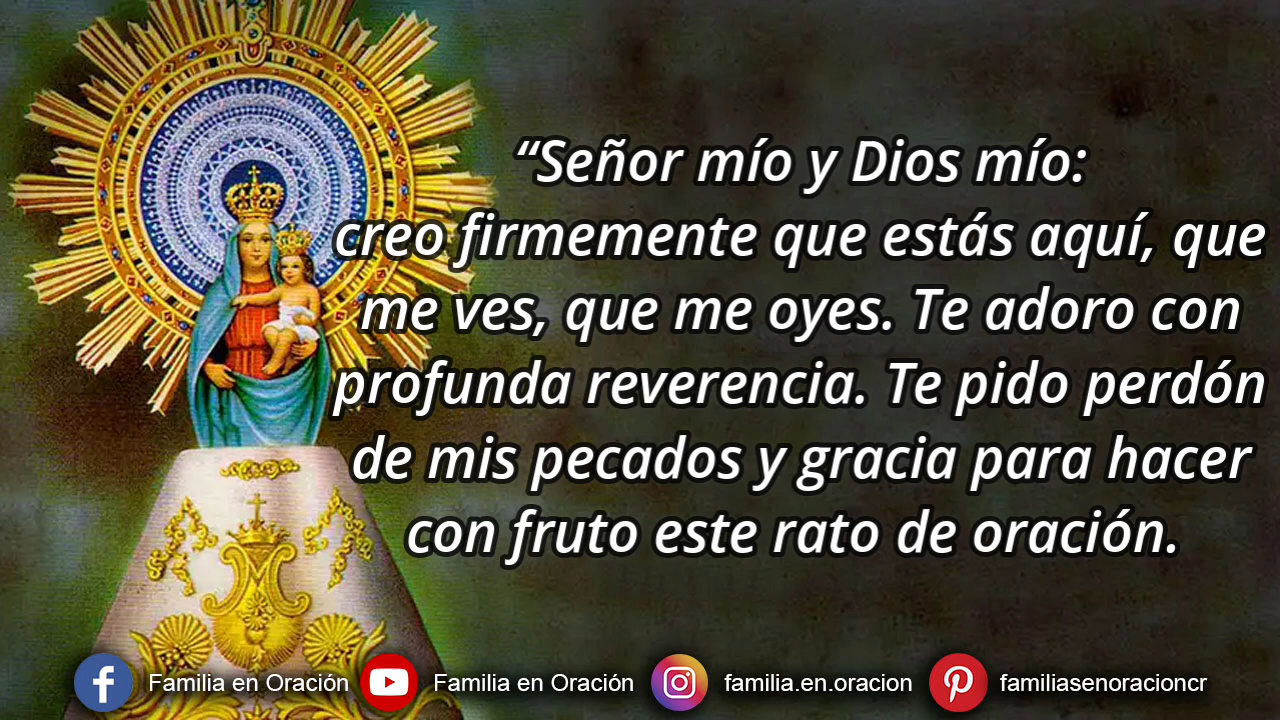 “Señor mío y Dios mío:
creo firmemente que estás aquí, que
me ves, que me oyes. Te adoro con
profunda reverencia. Te pido perdón
de mis pecados y gracia para hacer
con fruto este rato de oración.
Familia en Oración Familia en Oración familia.en.oracion familiasenoracioncr